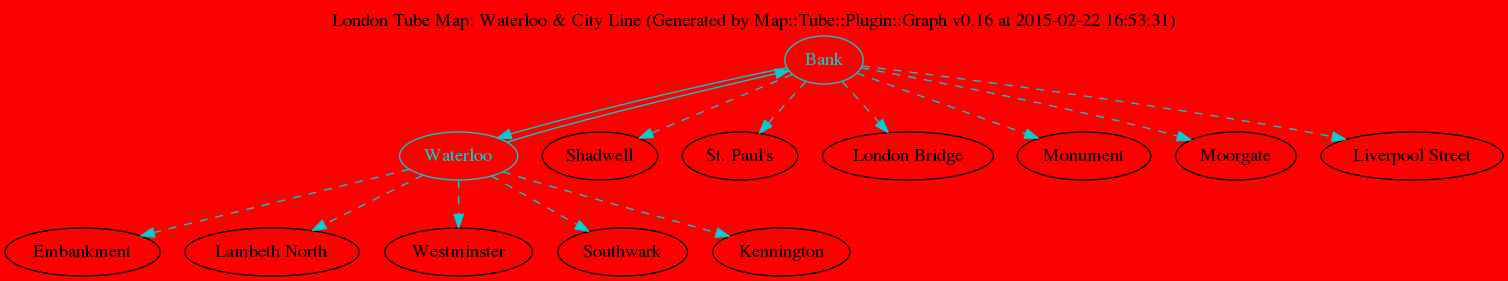 London Tube Map: Waterloo & City Line (Generated by Map::Tube::Plugin::Graph v0.16 at 2015-02-22 16:53:31)
Bank
Waterloo
Shadwell
St. Paul's
London Bridge
Monument
Moorgate
Liverpool Street
Embankment
Lambeth North
Westminster
Southwark
Kennington